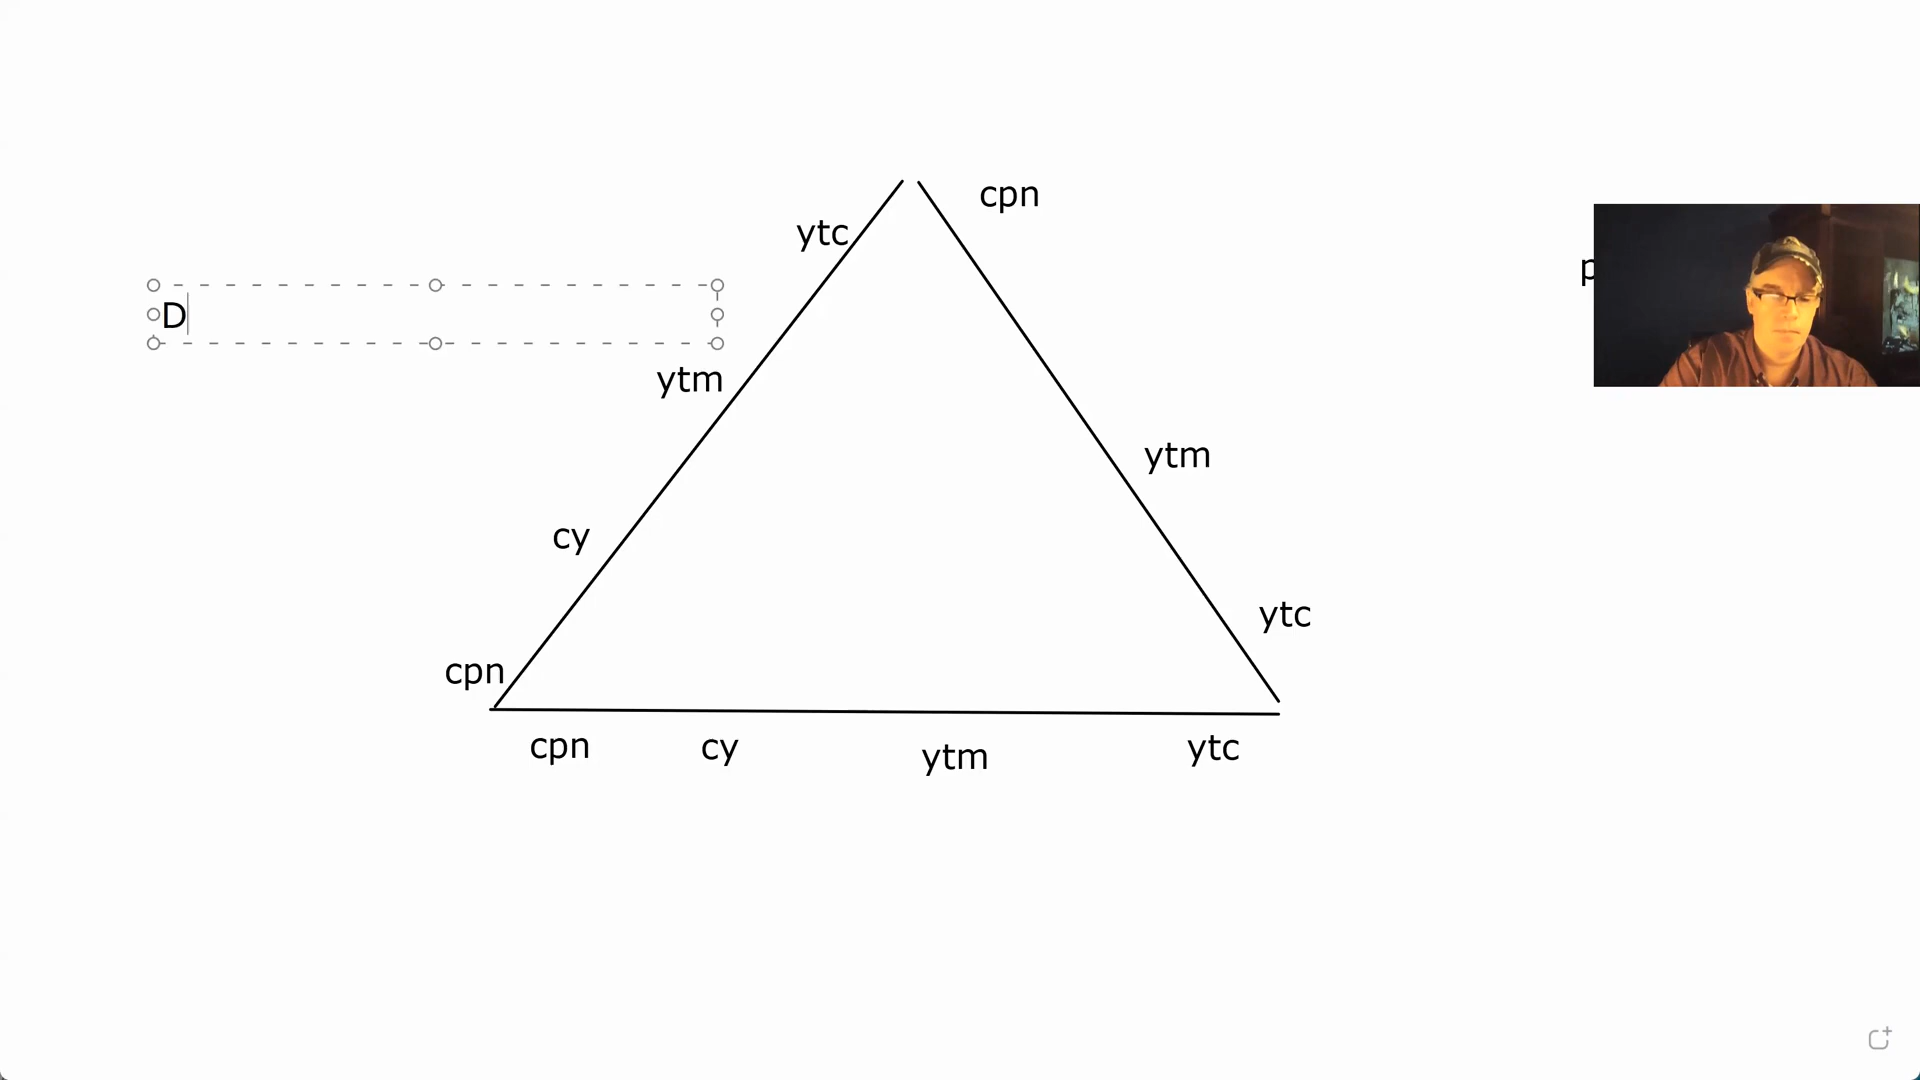 cpn
ytc
p
D
ytm
ytm
cy
ytc
cpn
cpn cy ytm ytc